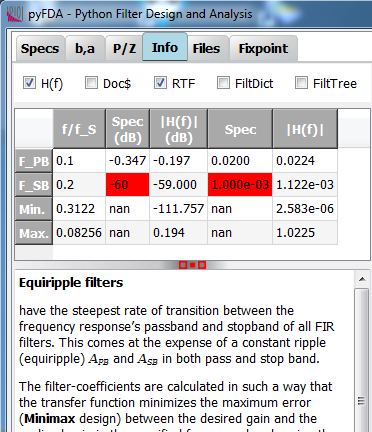 pyFDA - Python Filter Design and Analysis
Specs b,a P/Z Info Files Fixpoint
H(f) Doc$ RTF FiltDict FiltTree
f/f_S Spec (dB) |H(f)| (dB) Spec |H(f)|
F_PB 0.1 -0.347 -0.197 0.0200 0.0224
F_SB 0.2 -60 -59.000 1.000e-03 1.122e-03
Min. 0.3122 nan -111.757 nan 2.583e-06
Max. 0.08256 nan 0.194 nan 1.0225
Equiripple filters
have the steepest rate of transition between the
frequency response's passband and stopband of all FIR
filters. This comes at the expense of a constant ripple
(equiripple) A_PB and A_SB in both pass and stop band.
The filter-coefficients are calculated in such a way that
the transfer function minimizes the maximum error
(Minimax design) between the desired gain and the